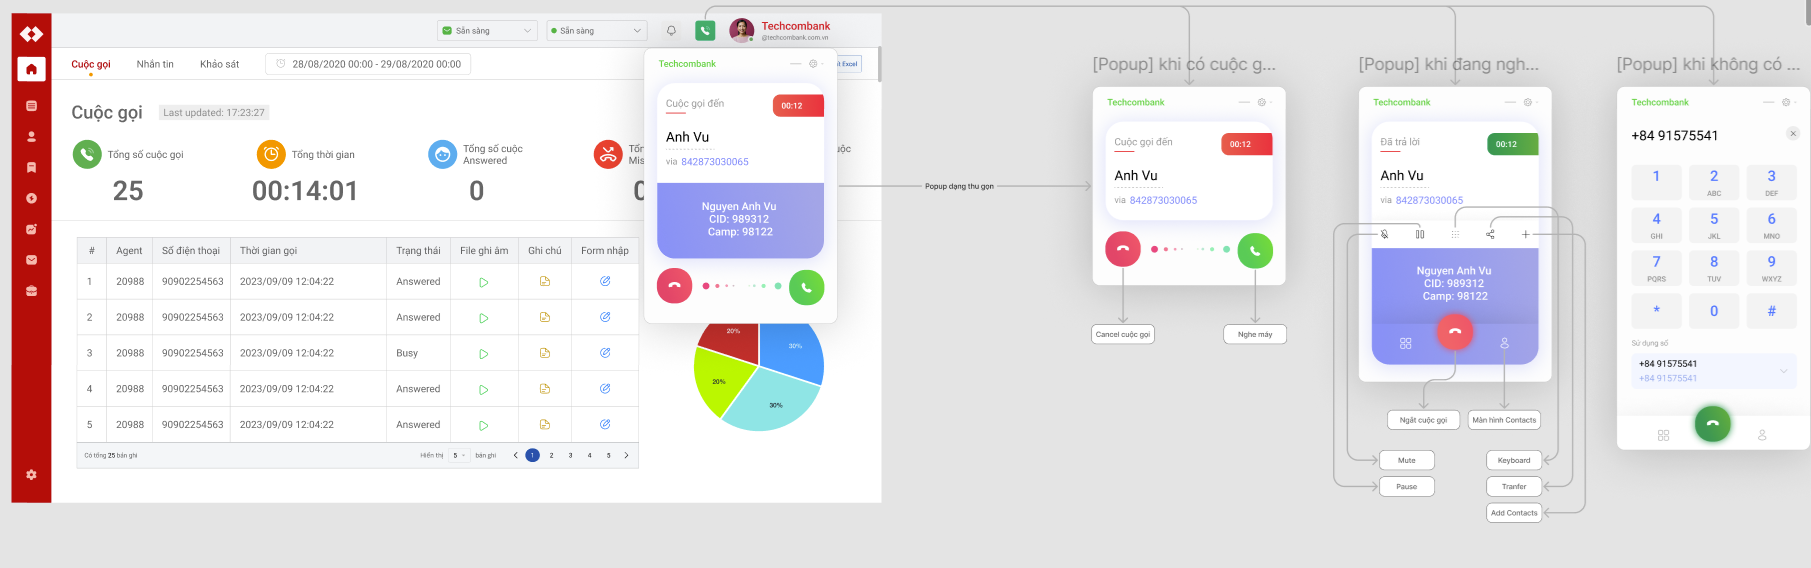 Sẵn sàng
Sẵn sàng
Techcombank
@techcombank.com.vn
Cuộc gọi
Nhắn tin
Khảo sát
28/08/2020 00:00 - 29/08/2020 00:00
Excel
Cuộc gọi
Last updated: 17:23:27
Tổng số cuộc gọi
25
Tổng thời gian
00:14:01
Tổng số cuộc
Answered
0
# Agent Số điện thoại Thời gian gọi Trạng thái File ghi âm Ghi chú Form nhập
1 20988 90902254563 2023/09/09 12:04:22 Answered
2 20988 90902254563 2023/09/09 12:04:22 Answered
3 20988 90902254563 2023/09/09 12:04:22 Busy
4 20988 90902254563 2023/09/09 12:04:22 Answered
5 20988 90902254563 2023/09/09 12:04:22 Answered
Có tổng 25 bản ghi
Hiển thị 5 bản ghi
1 2 3 4 5
20%
30%
20%
30%
Techcombank
Cuộc gọi đến
00:12
Anh Vu
via 842873030065
Nguyen Anh Vu
CID: 989312
Camp: 98122
Popup dạng thu gọn
[Popup] khi có cuộc g...
Techcombank
Cuộc gọi đến
00:12
Anh Vu
via 842873030065
Cancel cuộc gọi
Nghe máy
[Popup] khi đang ngh...
Techcombank
Đã trả lời
00:12
Anh Vu
via 842873030065
Nguyen Anh Vu
CID: 989312
Camp: 98122
Ngắt cuộc gọi
Màn hình Contacts
Mute
Keyboard
Pause
Tranfer
Add Contacts
[Popup] khi không có ...
Techcombank
+84 91575541
1
2
ABC
3
DEF
4
GHI
5
JKL
6
MNO
7
PQRS
8
TUV
9
WXYZ
*
0
#
Sử dụng số
+84 91575541
+84 91575541